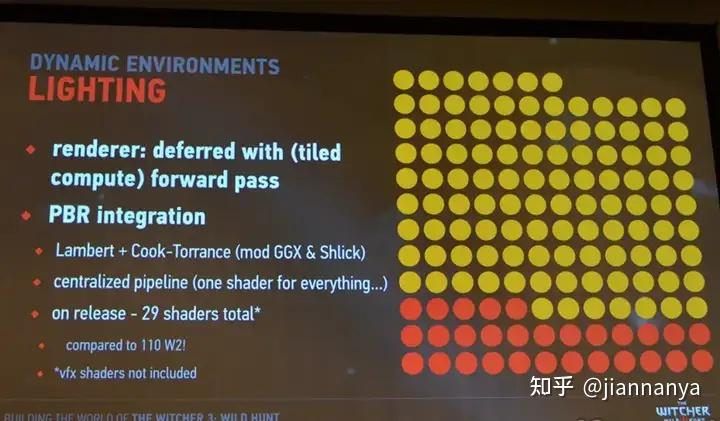 DYNAMIC ENVIRONMENTS
LIGHTING
renderer: deferred with (tiled
compute) forward pass
PBR integration
Lambert + Cook-Torrance (mod GGX & Shlick)
centralized pipeline (one shader for everything...)
on release - 29 shaders total*
compared to 110 W2!
*vfx shaders not included
知乎 @jiannanya
BUILDING THE WORLD OF THE WITCHER 3: WILD HUNT
THE
WITCHER
WILD HUNT